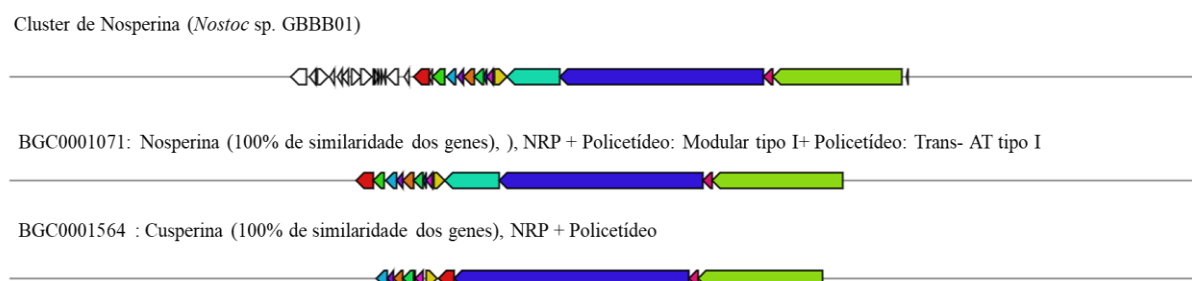 Cluster de Nosperina (Nostoc sp. GBBB01)
BGC0001071: Nosperina (100% de similaridade dos genes), ), NRP + Policetídeo: Modular tipo I+ Policetídeo: Trans- AT tipo I
BGC0001564 : Cusperina (100% de similaridade dos genes), NRP + Policetídeo